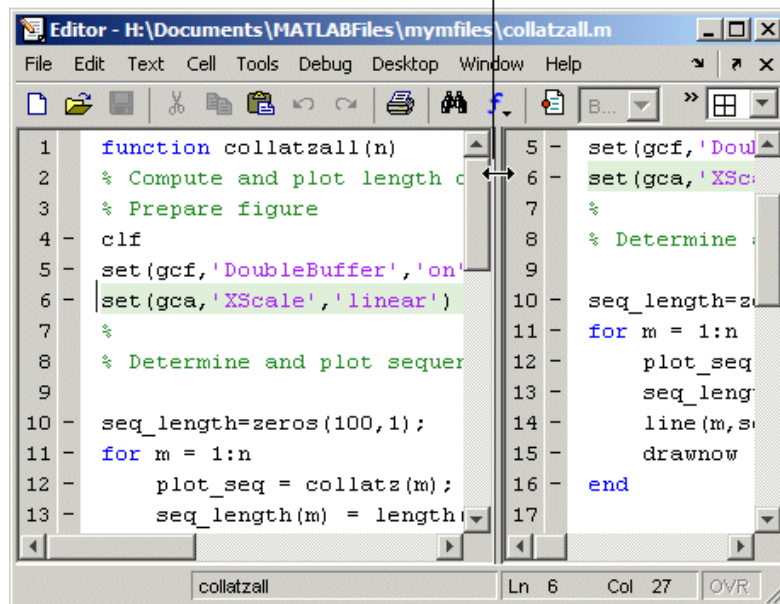 Editor - H:\Documents\MATLABFiles\mymfiles\collatzall.m
File Edit Text Cell Tools Debug Desktop Window Help
B...
1 function collatzall(n)
2 % Compute and plot length
3 % Prepare figure
4 - clf
5 - set(gcf,'DoubleBuffer','on'
6 - set(gca,'XScale','linear')
7 %
8 % Determine and plot sequen
9
10 - seq_length=zeros(100,1);
11 - for m = 1:n
12 - plot_seq = collatz(m);
13 - seq_length(m) = length(
5 - set(gcf,'Doub
6 - set(gca,'XSc
7 %
8 % Determine
9
10 - seq_length=ze
11 - for m = 1:n
12 - plot_seq
13 - seq_leng
14 - line(m,s
15 - drawnow
16 - end
17
collatzall
Ln 6 Col 27 OVR